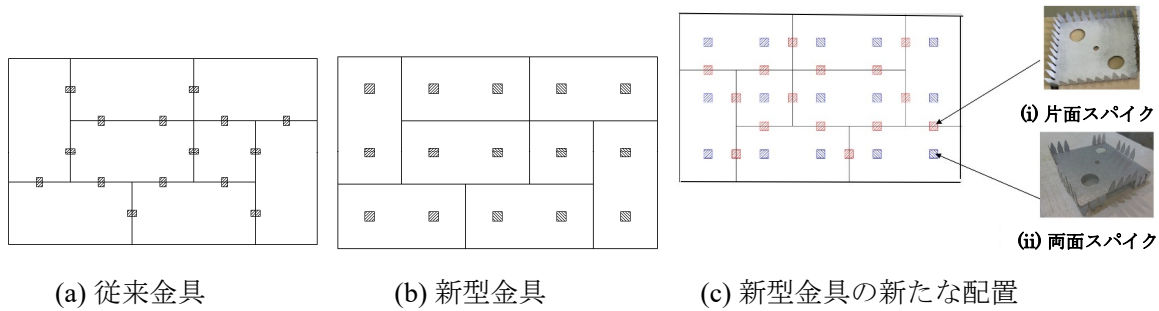 (i) 片面スパイク
(ii) 両面スパイク
(a) 従来金具
(b) 新型金具
(c) 新型金具の新たな配置